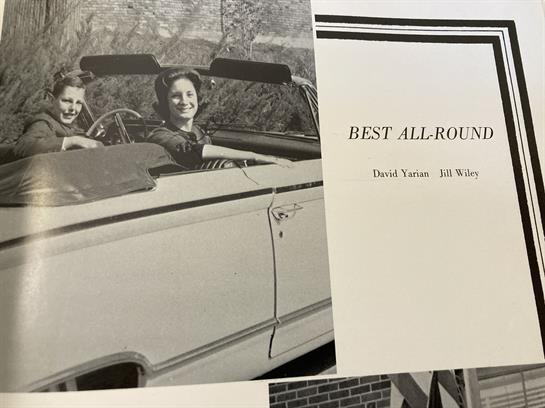 BEST ALL-ROUND
David Yarian Jill Wiley